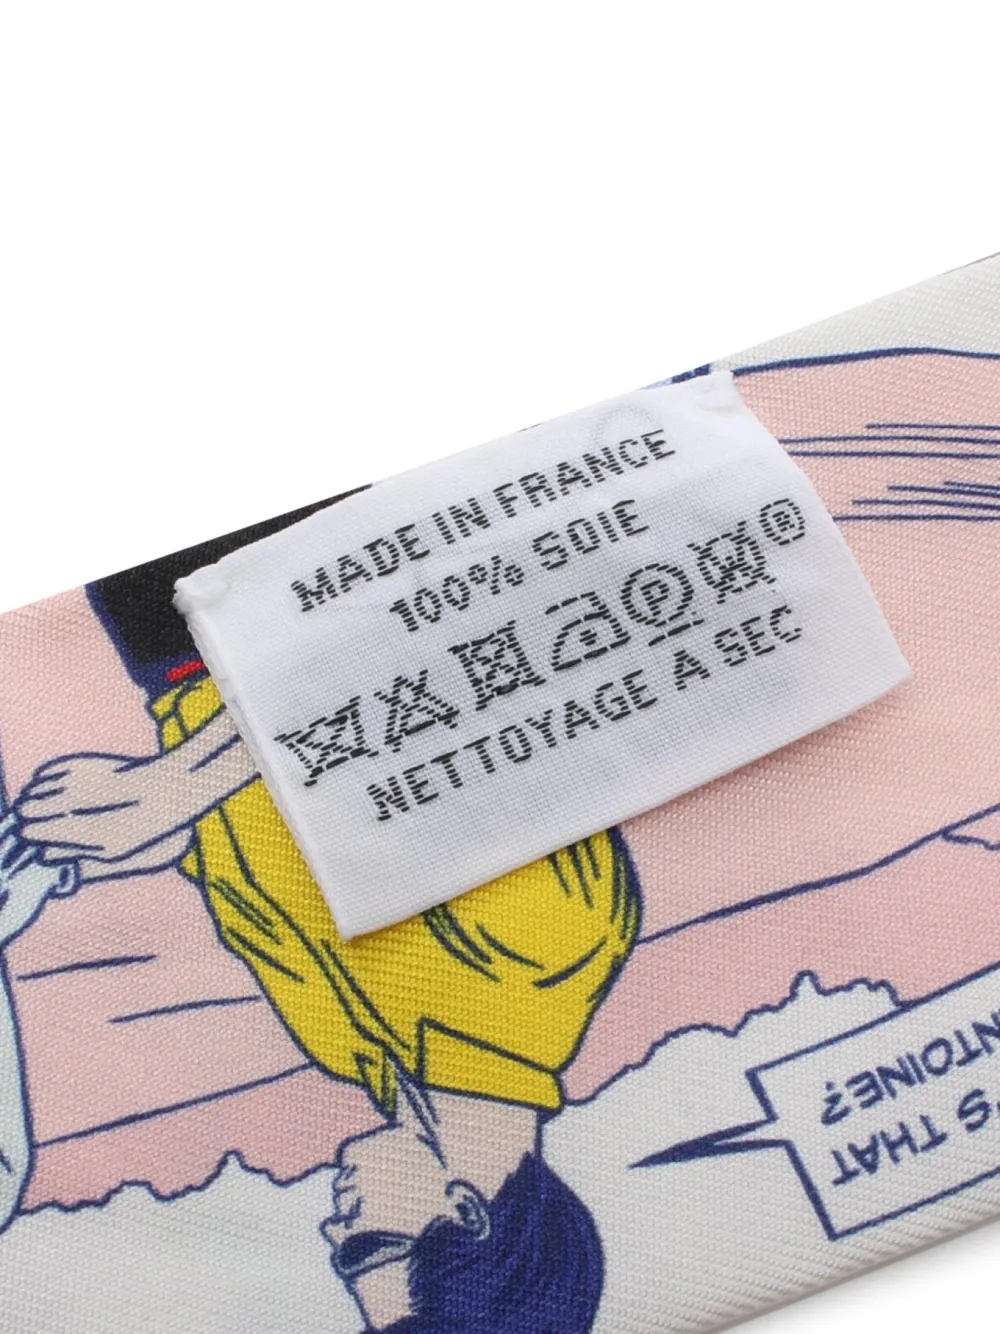 MADE IN FRANCE
100% SOIE
P W ®
NETTOYAGE A SEC
'S THAT
NTOINE?